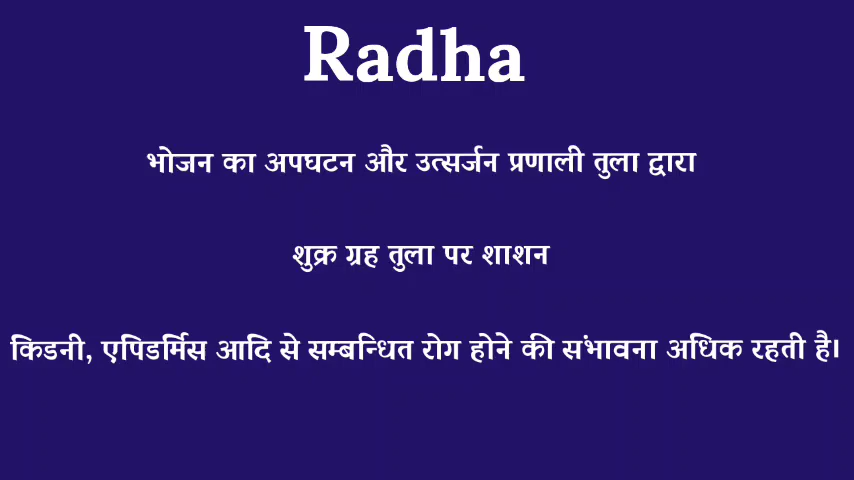 Radha
भोजन का अपघटन और उत्सर्जन प्रणाली तुला द्वारा
शुक्र ग्रह तुला पर शाशन
किडनी, एपिडर्मिस आदि से सम्बन्धित रोग होने की संभावना अधिक रहती है।